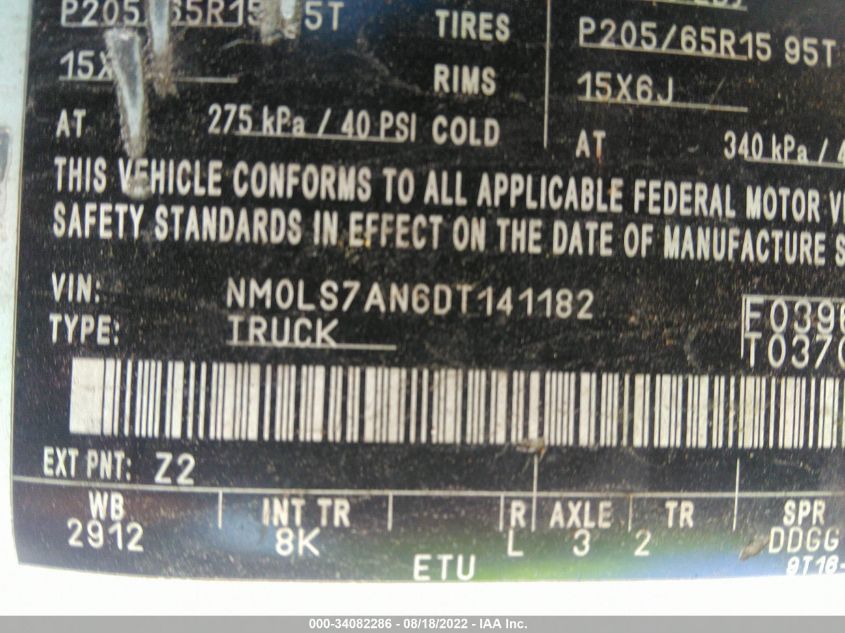 P205/65R15 95T TIRES P205/65R15 95T
RIMS 15X6J
AT 275 kPa / 40 PSI COLD AT 340 kPa /
THIS VEHICLE CONFORMS TO ALL APPLICABLE FEDERAL MOTOR
SAFETY STANDARDS IN EFFECT ON THE DATE OF MANUFACTURE
VIN: NM0LS7AN6DT141182
TYPE: TRUCK
EXT PNT: Z2
WB INT TR R AXLE TR SPR
2912 8K L 3 2 DDGG
ETU
000-34082286 - 08/18/2022 - IAA Inc.